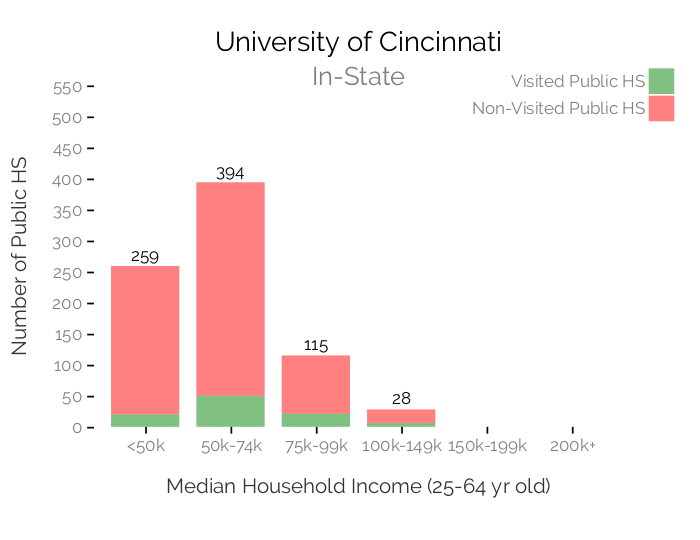 University of Cincinnati
In-State
Visited Public HS
Non-Visited Public HS
Number of Public HS
550
500
450
400
350
300
250
200
150
100
50
0
259
394
115
28
<50k
50k-74k
75k-99k
100k-149k
150k-199k
200k+
Median Household Income (25-64 yr old)